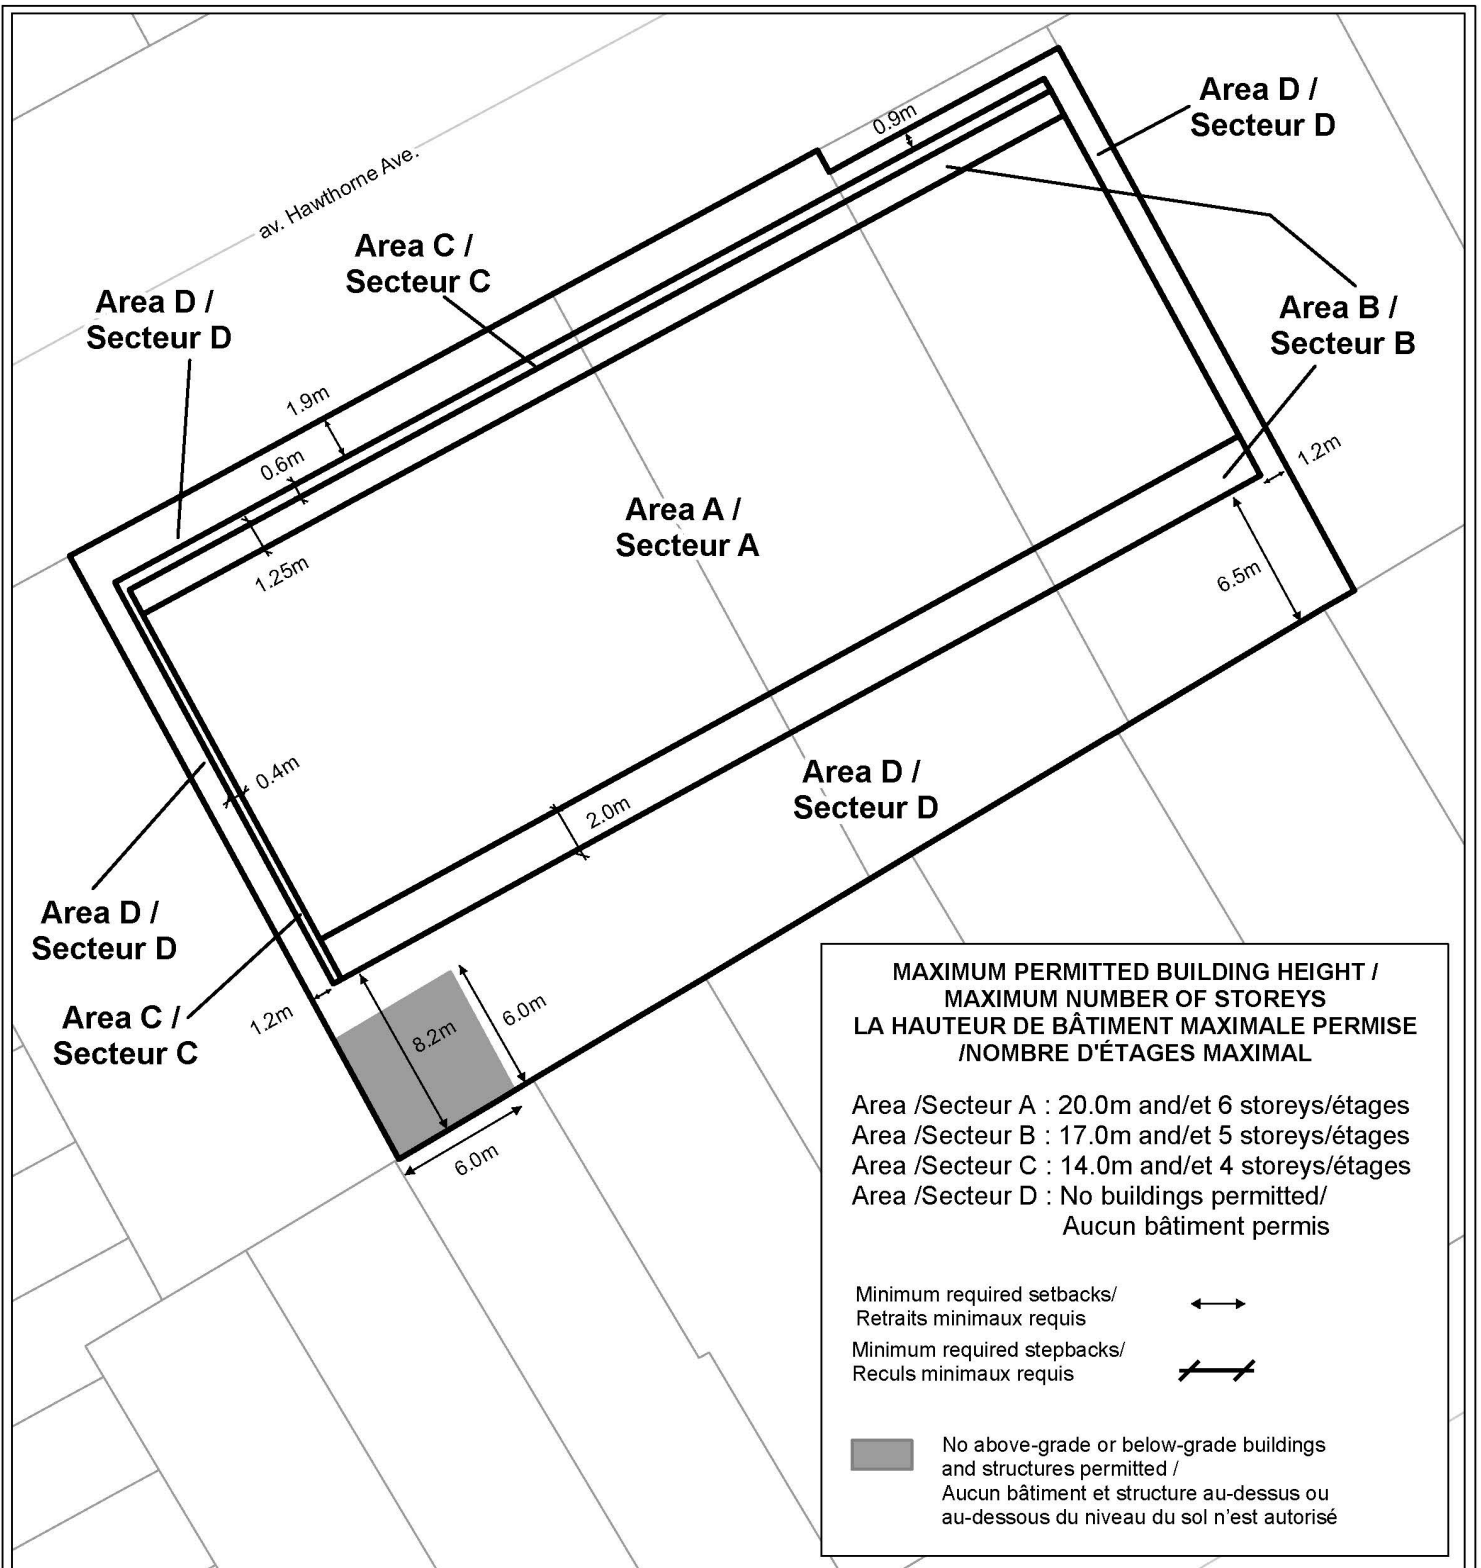 Area D /
Secteur D
0.9m
av. Hawthorne Ave.
Area C /
Secteur C
Area D /
Secteur D
Area B /
Secteur B
1.9m
0.6m
1.25m
1.2m
Area A /
Secteur A
6.5m
0.4m
2.0m
Area D /
Secteur D
Area D /
Secteur D
Area C /
Secteur C
1.2m
8.2m
6.0m
6.0m
MAXIMUM PERMITTED BUILDING HEIGHT /
MAXIMUM NUMBER OF STOREYS
LA HAUTEUR DE BÂTIMENT MAXIMALE PERMISE
/NOMBRE D'ÉTAGES MAXIMAL
Area /Secteur A : 20.0m and/et 6 storeys/étages
Area /Secteur B : 17.0m and/et 5 storeys/étages
Area /Secteur C : 14.0m and/et 4 storeys/étages
Area /Secteur D : No buildings permitted/
Aucun bâtiment permis
Minimum required setbacks/
Retraits minimaux requis
Minimum required stepbacks/
Reculs minimaux requis
No above-grade or below-grade buildings
and structures permitted /
Aucun bâtiment et structure au-dessus ou
au-dessous du niveau du sol n’est autorisé